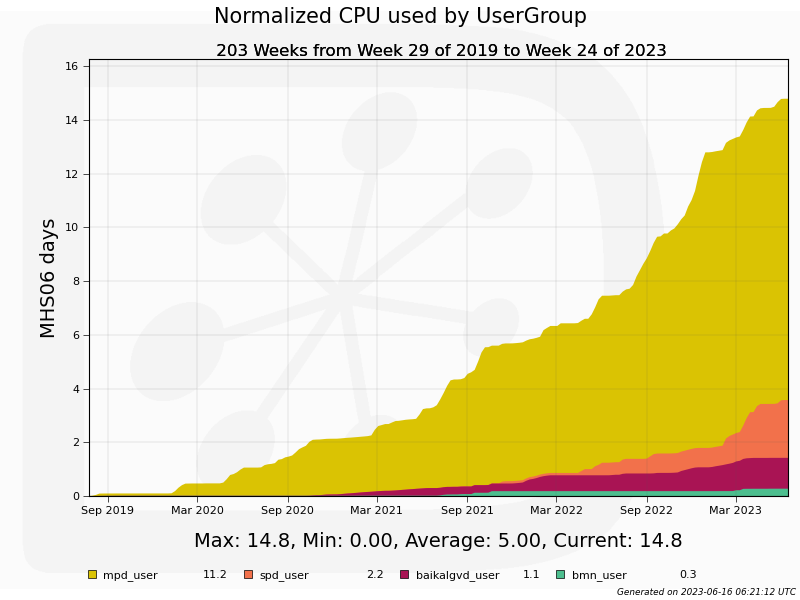 Normalized CPU used by UserGroup
203 Weeks from Week 29 of 2019 to Week 24 of 2023
MHS06 days
16
14
12
10
8
6
4
2
0
Sep 2019 Mar 2020 Sep 2020 Mar 2021 Sep 2021 Mar 2022 Sep 2022 Mar 2023
Max: 14.8, Min: 0.00, Average: 5.00, Current: 14.8
mpd_user 11.2 spd_user 2.2 baikalgvd_user 1.1 bmn_user 0.3
Generated on 2023-06-16 06:21:12 UTC